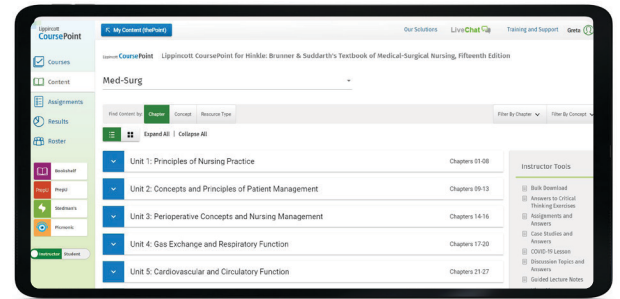 Lippincott
CoursePoint
My Content (thePoint)
Our Solutions LiveChat Training and Support Greta
Lippincott CoursePoint Lippincott CoursePoint for Hinkle: Brunner & Suddarth's Textbook of Medical-Surgical Nursing, Fifteenth Edition
Courses
Content
Assignments
Results
Roster
Bookshelf
PrepU PrepU
Stedman's
Picmonic
Instructor Student
Med-Surg
Find Content by: Chapter Concept Resource Type
Filter By Chapter Filter By Concept
Expand All | Collapse All
Unit 1: Principles of Nursing Practice Chapters 01-08
Unit 2: Concepts and Principles of Patient Management Chapters 09-13
Unit 3: Perioperative Concepts and Nursing Management Chapters 14-16
Unit 4: Gas Exchange and Respiratory Function Chapters 17-20
Unit 5: Cardiovascular and Circulatory Function Chapters 21-27
Instructor Tools
Bulk Download
Answers to Critical
Thinking Exercises
Assignments and
Answers
Case Studies and
Answers
COVID-19 Lesson
Discussion Topics and
Answers
Guided Lecture Notes